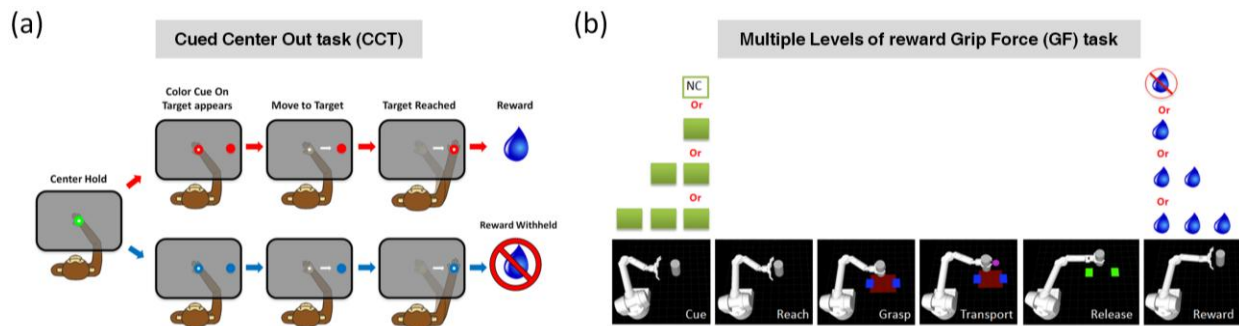 (a)
Cued Center Out task (CCT)
Color Cue On
Target appears
Move to Target
Target Reached
Reward
Center Hold
Reward Withheld
(b)
Multiple Levels of reward Grip Force (GF) task
NC
Or
Or
Or
Or
Or
Or
Cue
Reach
Grasp
Transport
Release
Reward